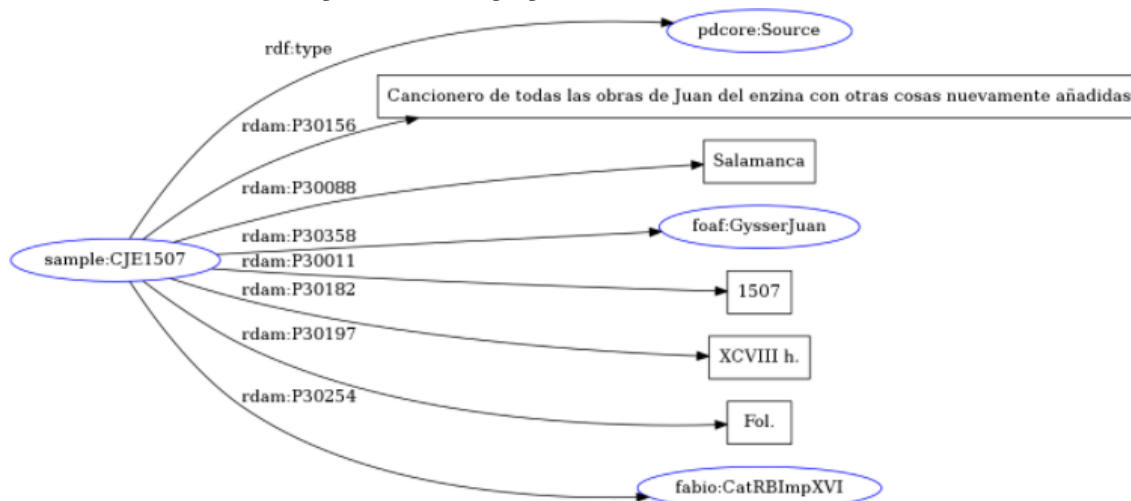 pdcore:Source
rdf:type
Cancionero de todas las obras de Juan del enzina con otras cosas nuevamente añadidas
rdam:P30156
Salamanca
rdam:P30088
foaf:GysserJuan
rdam:P30358
sample:CJE1507
rdam:P30011
1507
rdam:P30182
XCVIII h.
rdam:P30197
Fol.
rdam:P30254
fabio:CatRBImpXVI